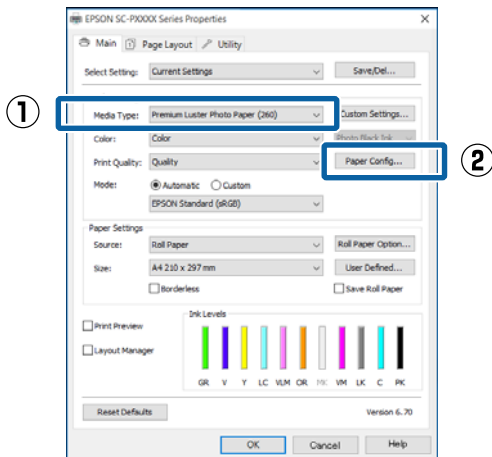 EPSON SC-PXXXX Series Properties
Main Page Layout Utility
Select Setting: Current Settings Save/Del...
① Media Type: Premium Luster Photo Paper (260) Custom Settings...
Color: Color Photo Black Ink
Print Quality: Quality Paper Config... ②
Mode: Automatic Custom
EPSON Standard (sRGB)
Paper Settings
Source: Roll Paper Roll Paper Option...
Size: A4 210 x 297 mm User Defined...
Borderless Save Roll Paper
Print Preview
Layout Manager
Ink Levels
GR V Y LC VLM OR MK VM LK C PK
Reset Defaults Version 6.70
OK Cancel Help